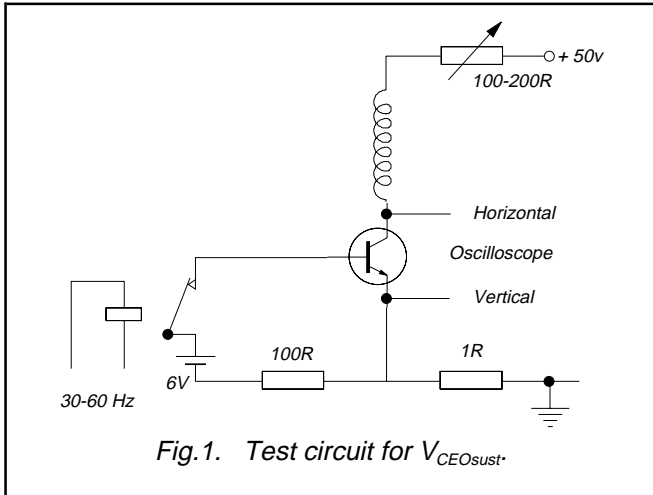 + 50v
100-200R
Horizontal
Oscilloscope
Vertical
100R
1R
6V
30-60 Hz
Fig.1. Test circuit for VCEOsust.